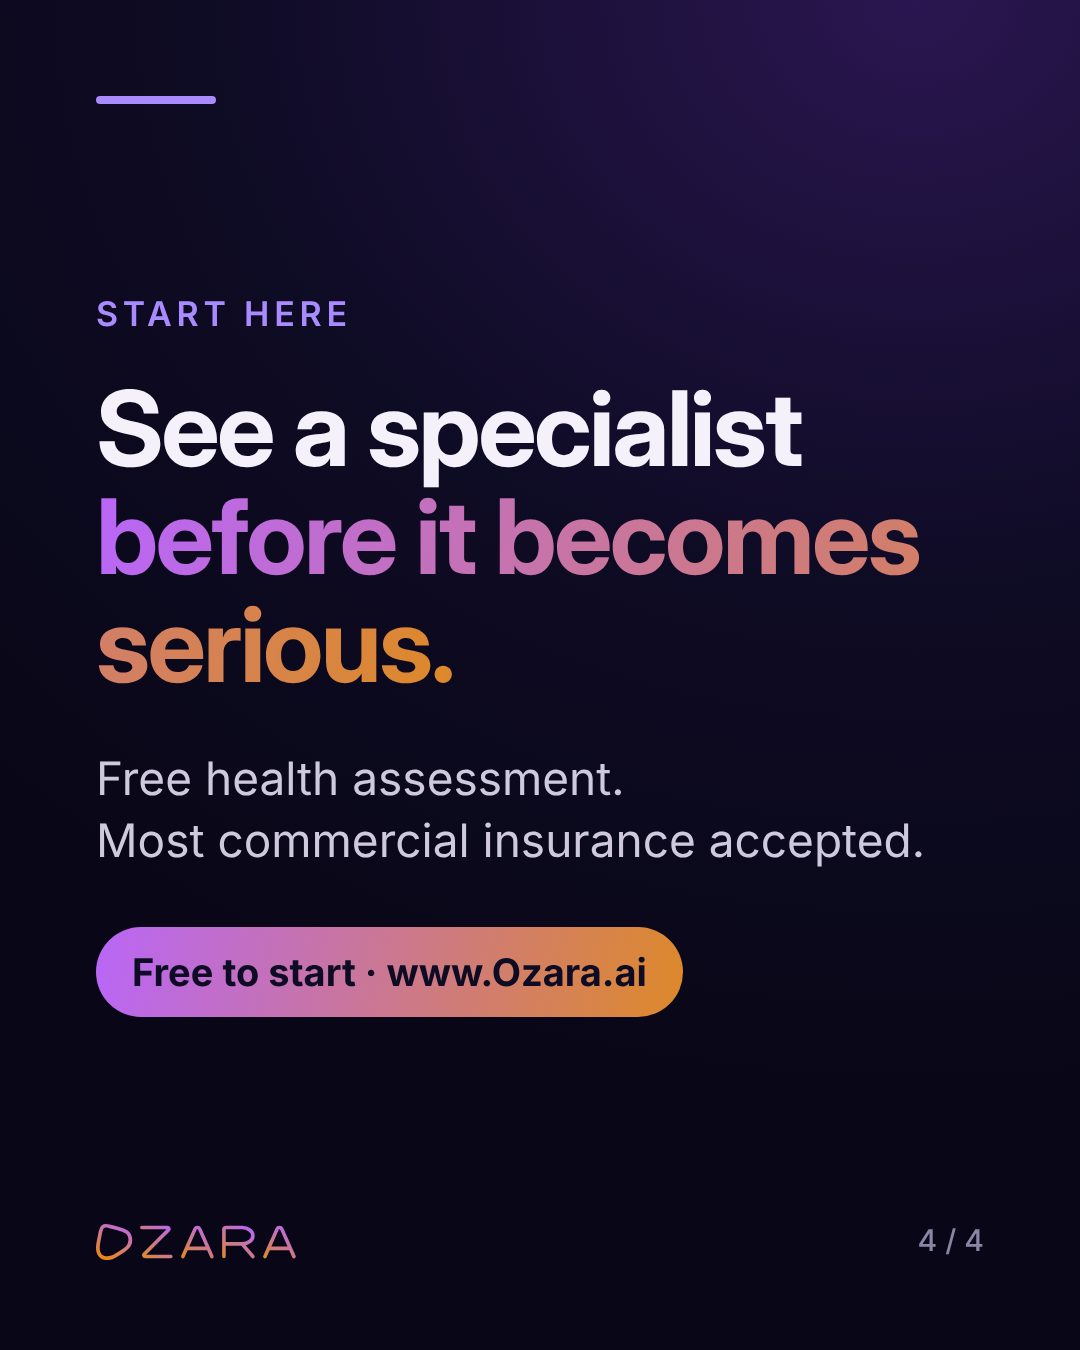 START HERE
See a specialist
before it becomes
serious.
Free health assessment.
Most commercial insurance accepted.
Free to start · www.Ozara.ai
OZARA
4 / 4